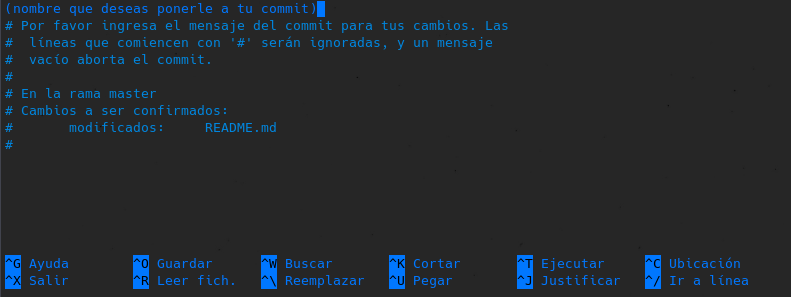 (nombre que deseas ponerle a tu commit)
# Por favor ingresa el mensaje del commit para tus cambios. Las
#  líneas que comiencen con '#' serán ignoradas, y un mensaje
#  vacío aborta el commit.
#
# En la rama master
# Cambios a ser confirmados:
#       modificados:     README.md
#
^G Ayuda ^O Guardar ^W Buscar ^K Cortar ^T Ejecutar ^C Ubicación
^X Salir ^R Leer fich. ^\ Reemplazar ^U Pegar ^J Justificar ^/ Ir a línea